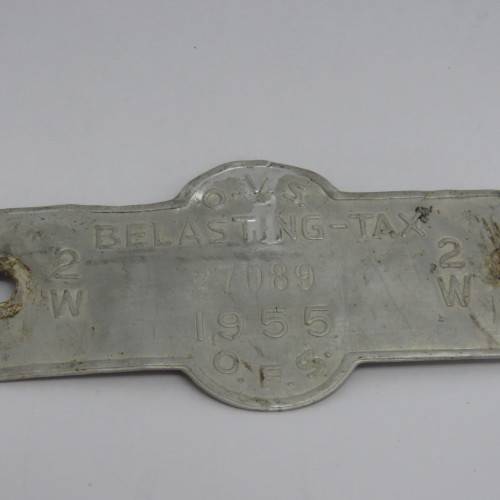 O.V.S.
BELASTING-TAX
2 W
27089
2 W
1955
O.F.S.